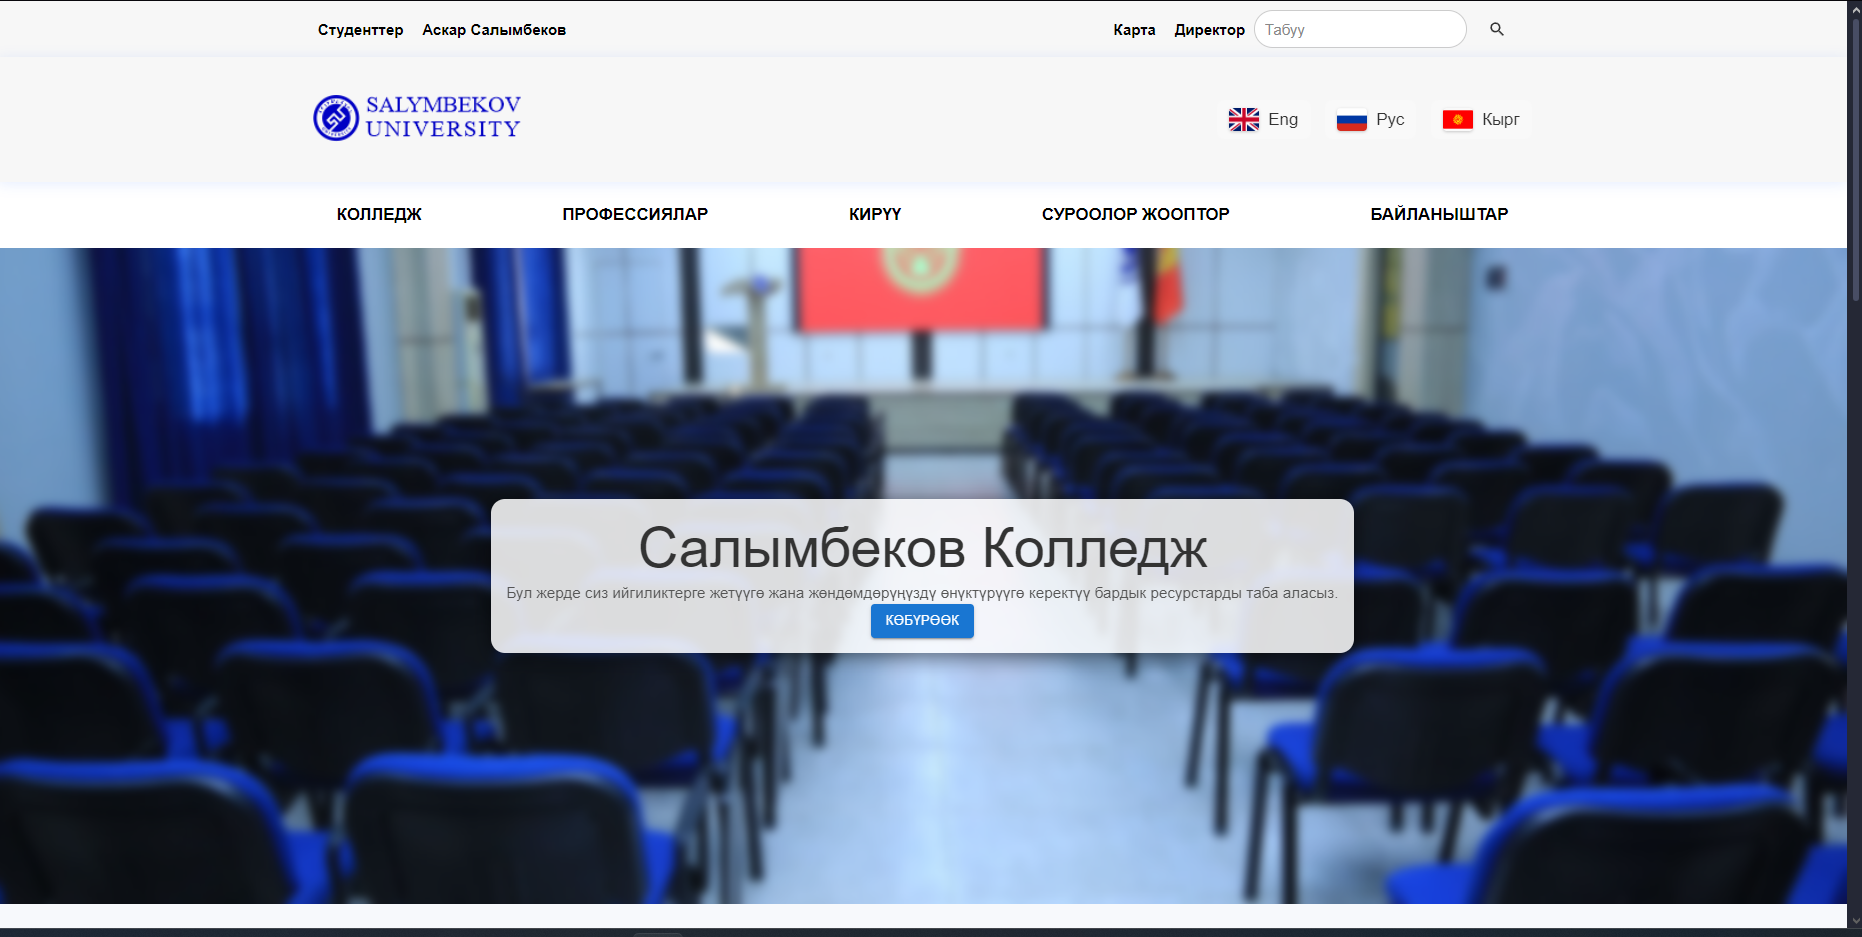 Студенттер Аскар Салымбеков Карта Директор Табуу
SALYMBEKOV
UNIVERSITY
Eng Рус Кырг
КОЛЛЕДЖ ПРОФЕССИЯЛАР КИРҮҮ СУРООЛОР ЖООПТОР БАЙЛАНЫШТАР
Салымбеков Колледж
Бул жерде сиз ийгиликтерге жетүүгө жана жөндөмдөрүңүздү өнүктүрүүгө керектүү бардык ресурстарды таба аласыз.
КӨБҮРӨӨК